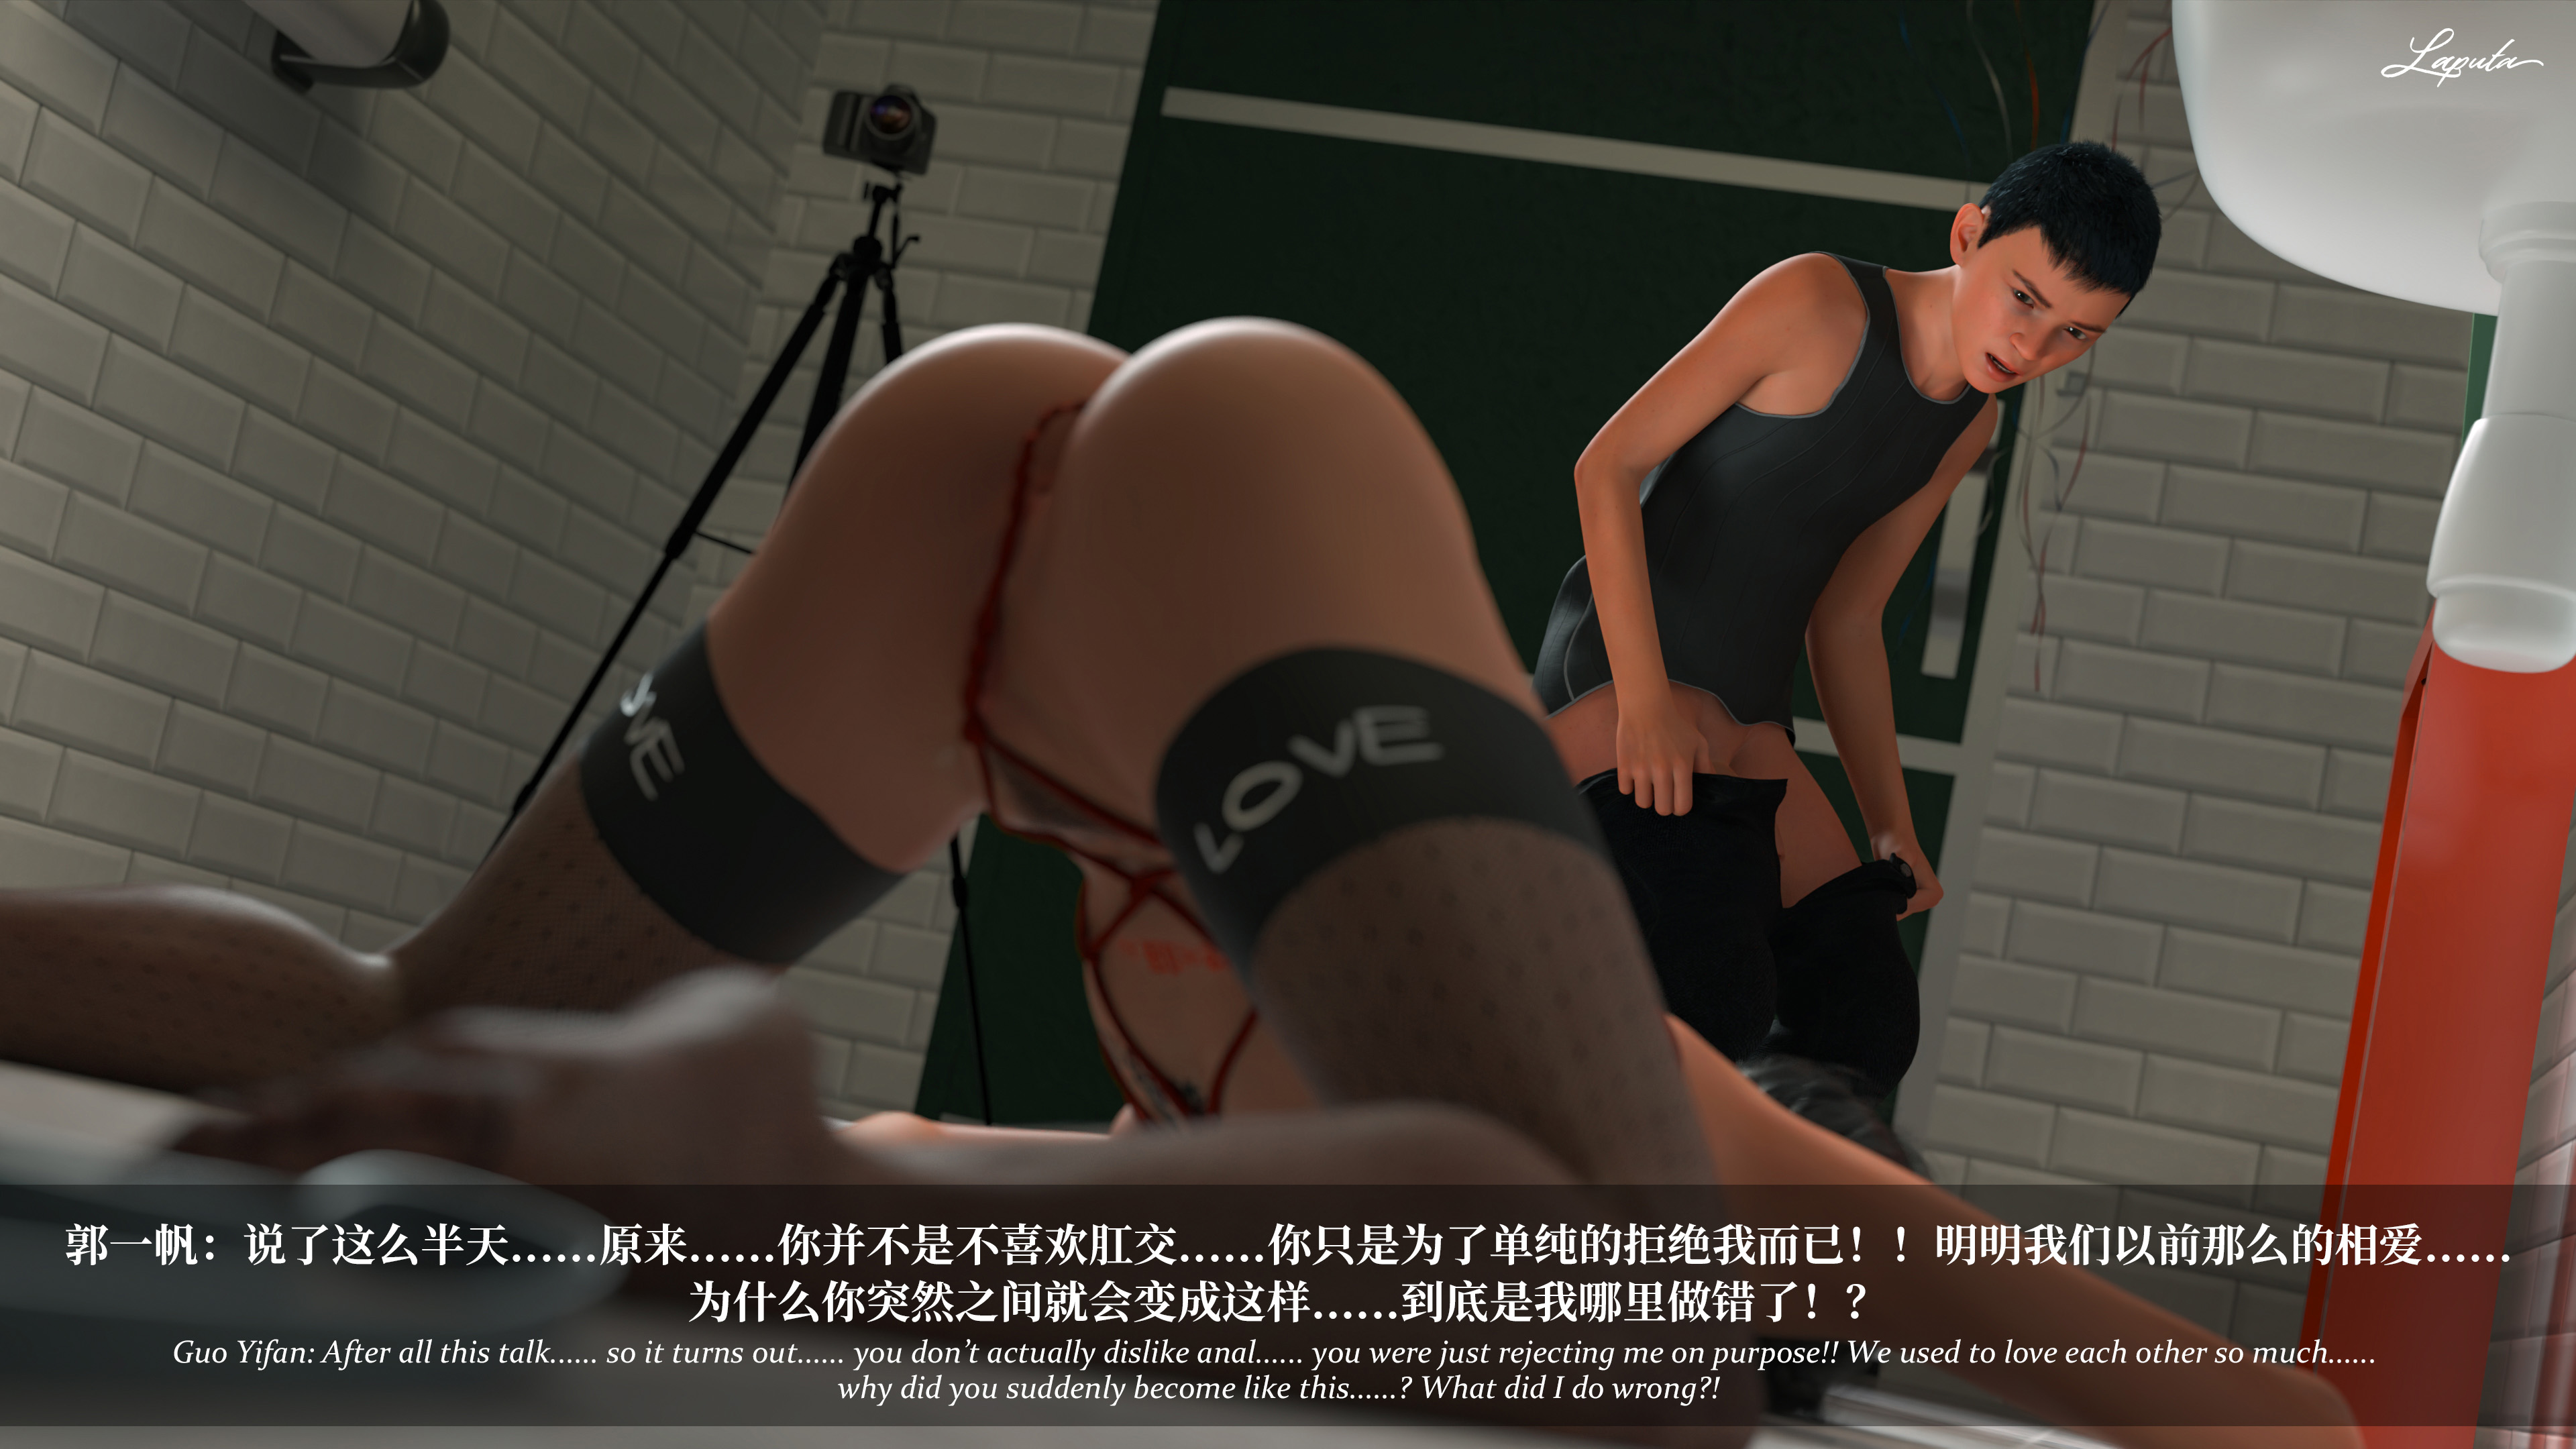 Laputa
LOVE
郭一帆：说了这么半天……原来……你并不是不喜欢肛交……你只是为了单纯的拒绝我而已！！明明我们以前那么的相爱……
为什么你突然之间就会变成这样……到底是我哪里做错了！？
Guo Yifan: After all this talk...... so it turns out...... you don’t actually dislike anal...... you were just rejecting me on purpose!! We used to love each other so much......
why did you suddenly become like this......? What did I do wrong?!